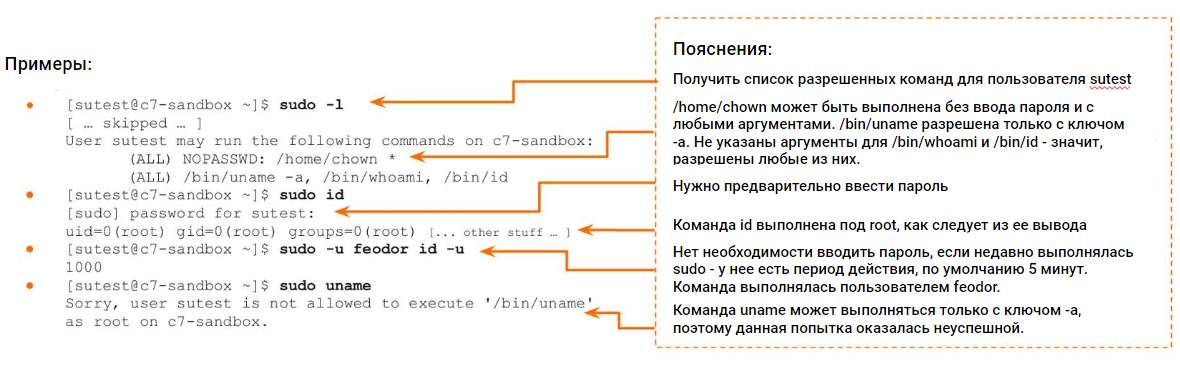 Примеры:
[sutest@c7-sandbox ~]$ sudo -l
[ … skipped … ]
User sutest may run the following commands on c7-sandbox:
(ALL) NOPASSWD: /home/chown *
(ALL) /bin/uname -a, /bin/whoami, /bin/id
[sutest@c7-sandbox ~]$ sudo id
[sudo] password for sutest:
uid=0(root) gid=0(root) groups=0(root) [... other stuff … ]
[sutest@c7-sandbox ~]$ sudo -u feodor id -u
1000
[sutest@c7-sandbox ~]$ sudo uname
Sorry, user sutest is not allowed to execute '/bin/uname'
as root on c7-sandbox.
Пояснения:
Получить список разрешенных команд для пользователя sutest
/home/chown может быть выполнена без ввода пароля и с
любыми аргументами. /bin/uname разрешена только с ключом
-a. Не указаны аргументы для /bin/whoami и /bin/id - значит,
разрешены любые из них.
Нужно предварительно ввести пароль
Команда id выполнена под root, как следует из ее вывода
Нет необходимости вводить пароль, если недавно выполнялась
sudo - у нее есть период действия, по умолчанию 5 минут.
Команда выполнялась пользователем feodor.
Команда uname может выполняться только с ключом -a,
поэтому данная попытка оказалась неуспешной.